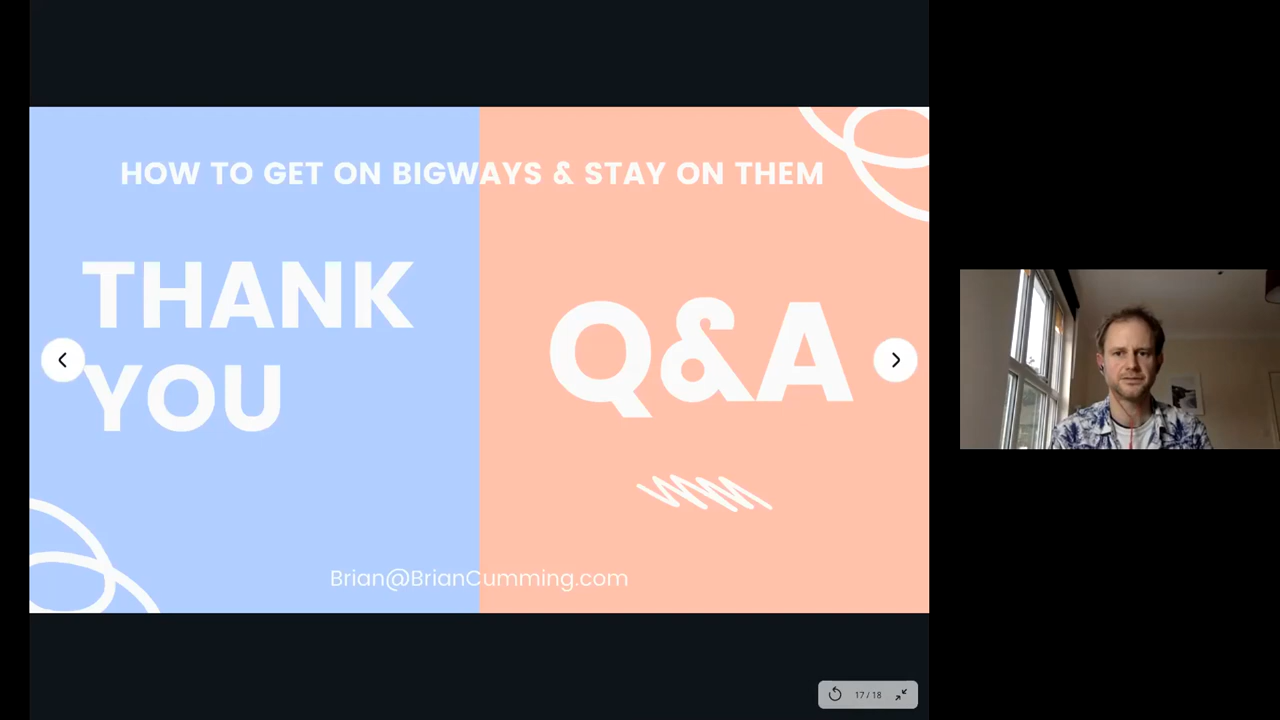 HOW TO GET ON BIGWAYS & STAY ON THEM
THANK
YOU
Q&A
Brian@BrianCumming.com
17 / 18